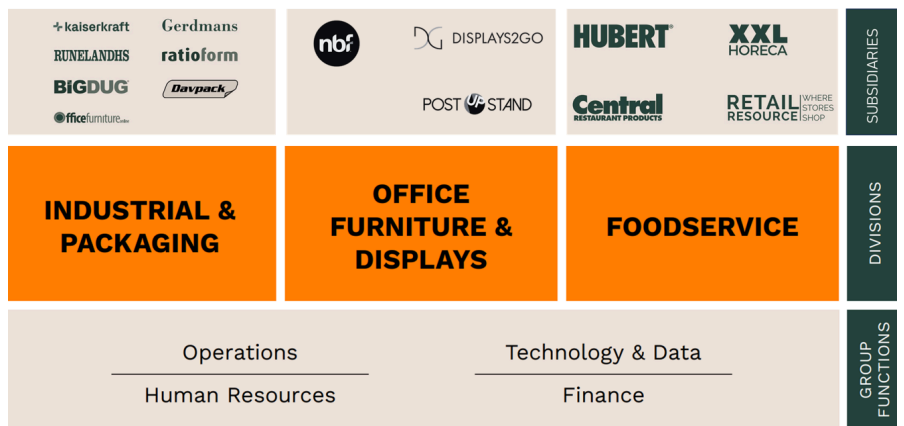 kaiserkraft
Gerdmans
RUNELANDHS
ratioform
BiGDUG
Davpack
officefurniture.online
nbf
DISPLAYS2GO
POST UP STAND
HUBERT®
XXL
HORECA
Central
RESTAURANT PRODUCTS
RETAIL
RESOURCE
WHERE
STORES
SHOP
SUBSIDIARIES
INDUSTRIAL &
PACKAGING
OFFICE
FURNITURE &
DISPLAYS
FOODSERVICE
DIVISIONS
Operations
Technology & Data
Human Resources
Finance
GROUP
FUNCTIONS